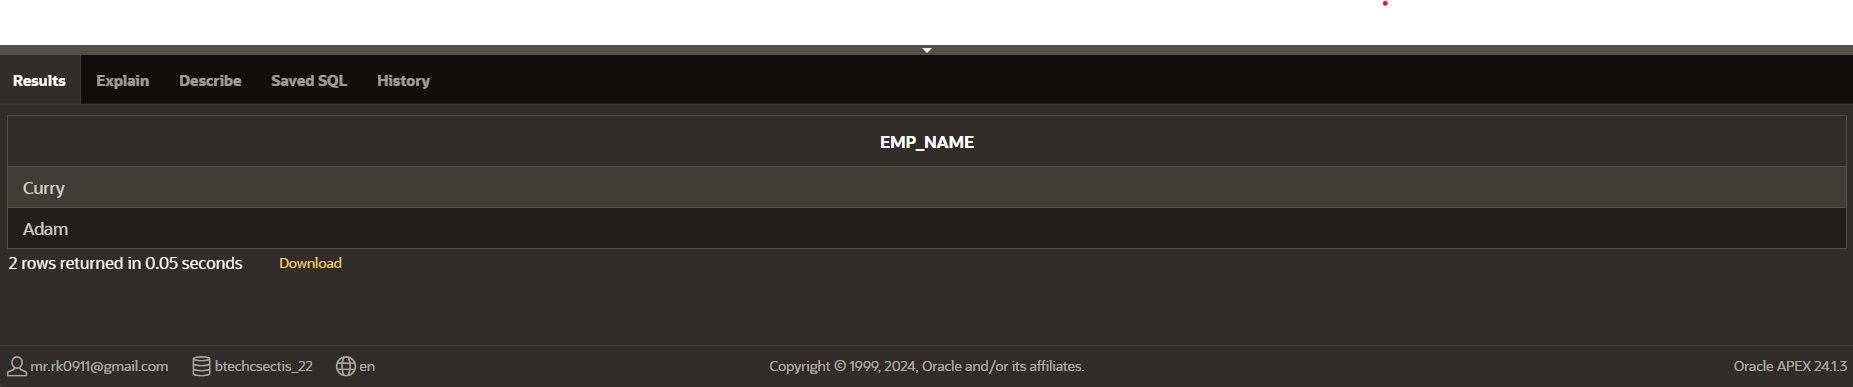 Results Explain Describe Saved SQL History
EMP_NAME
Curry
Adam
2 rows returned in 0.05 seconds Download
mr.rk0911@gmail.com btechcsectis_22 en Copyright © 1999, 2024, Oracle and/or its affiliates. Oracle APEX 24.1.3